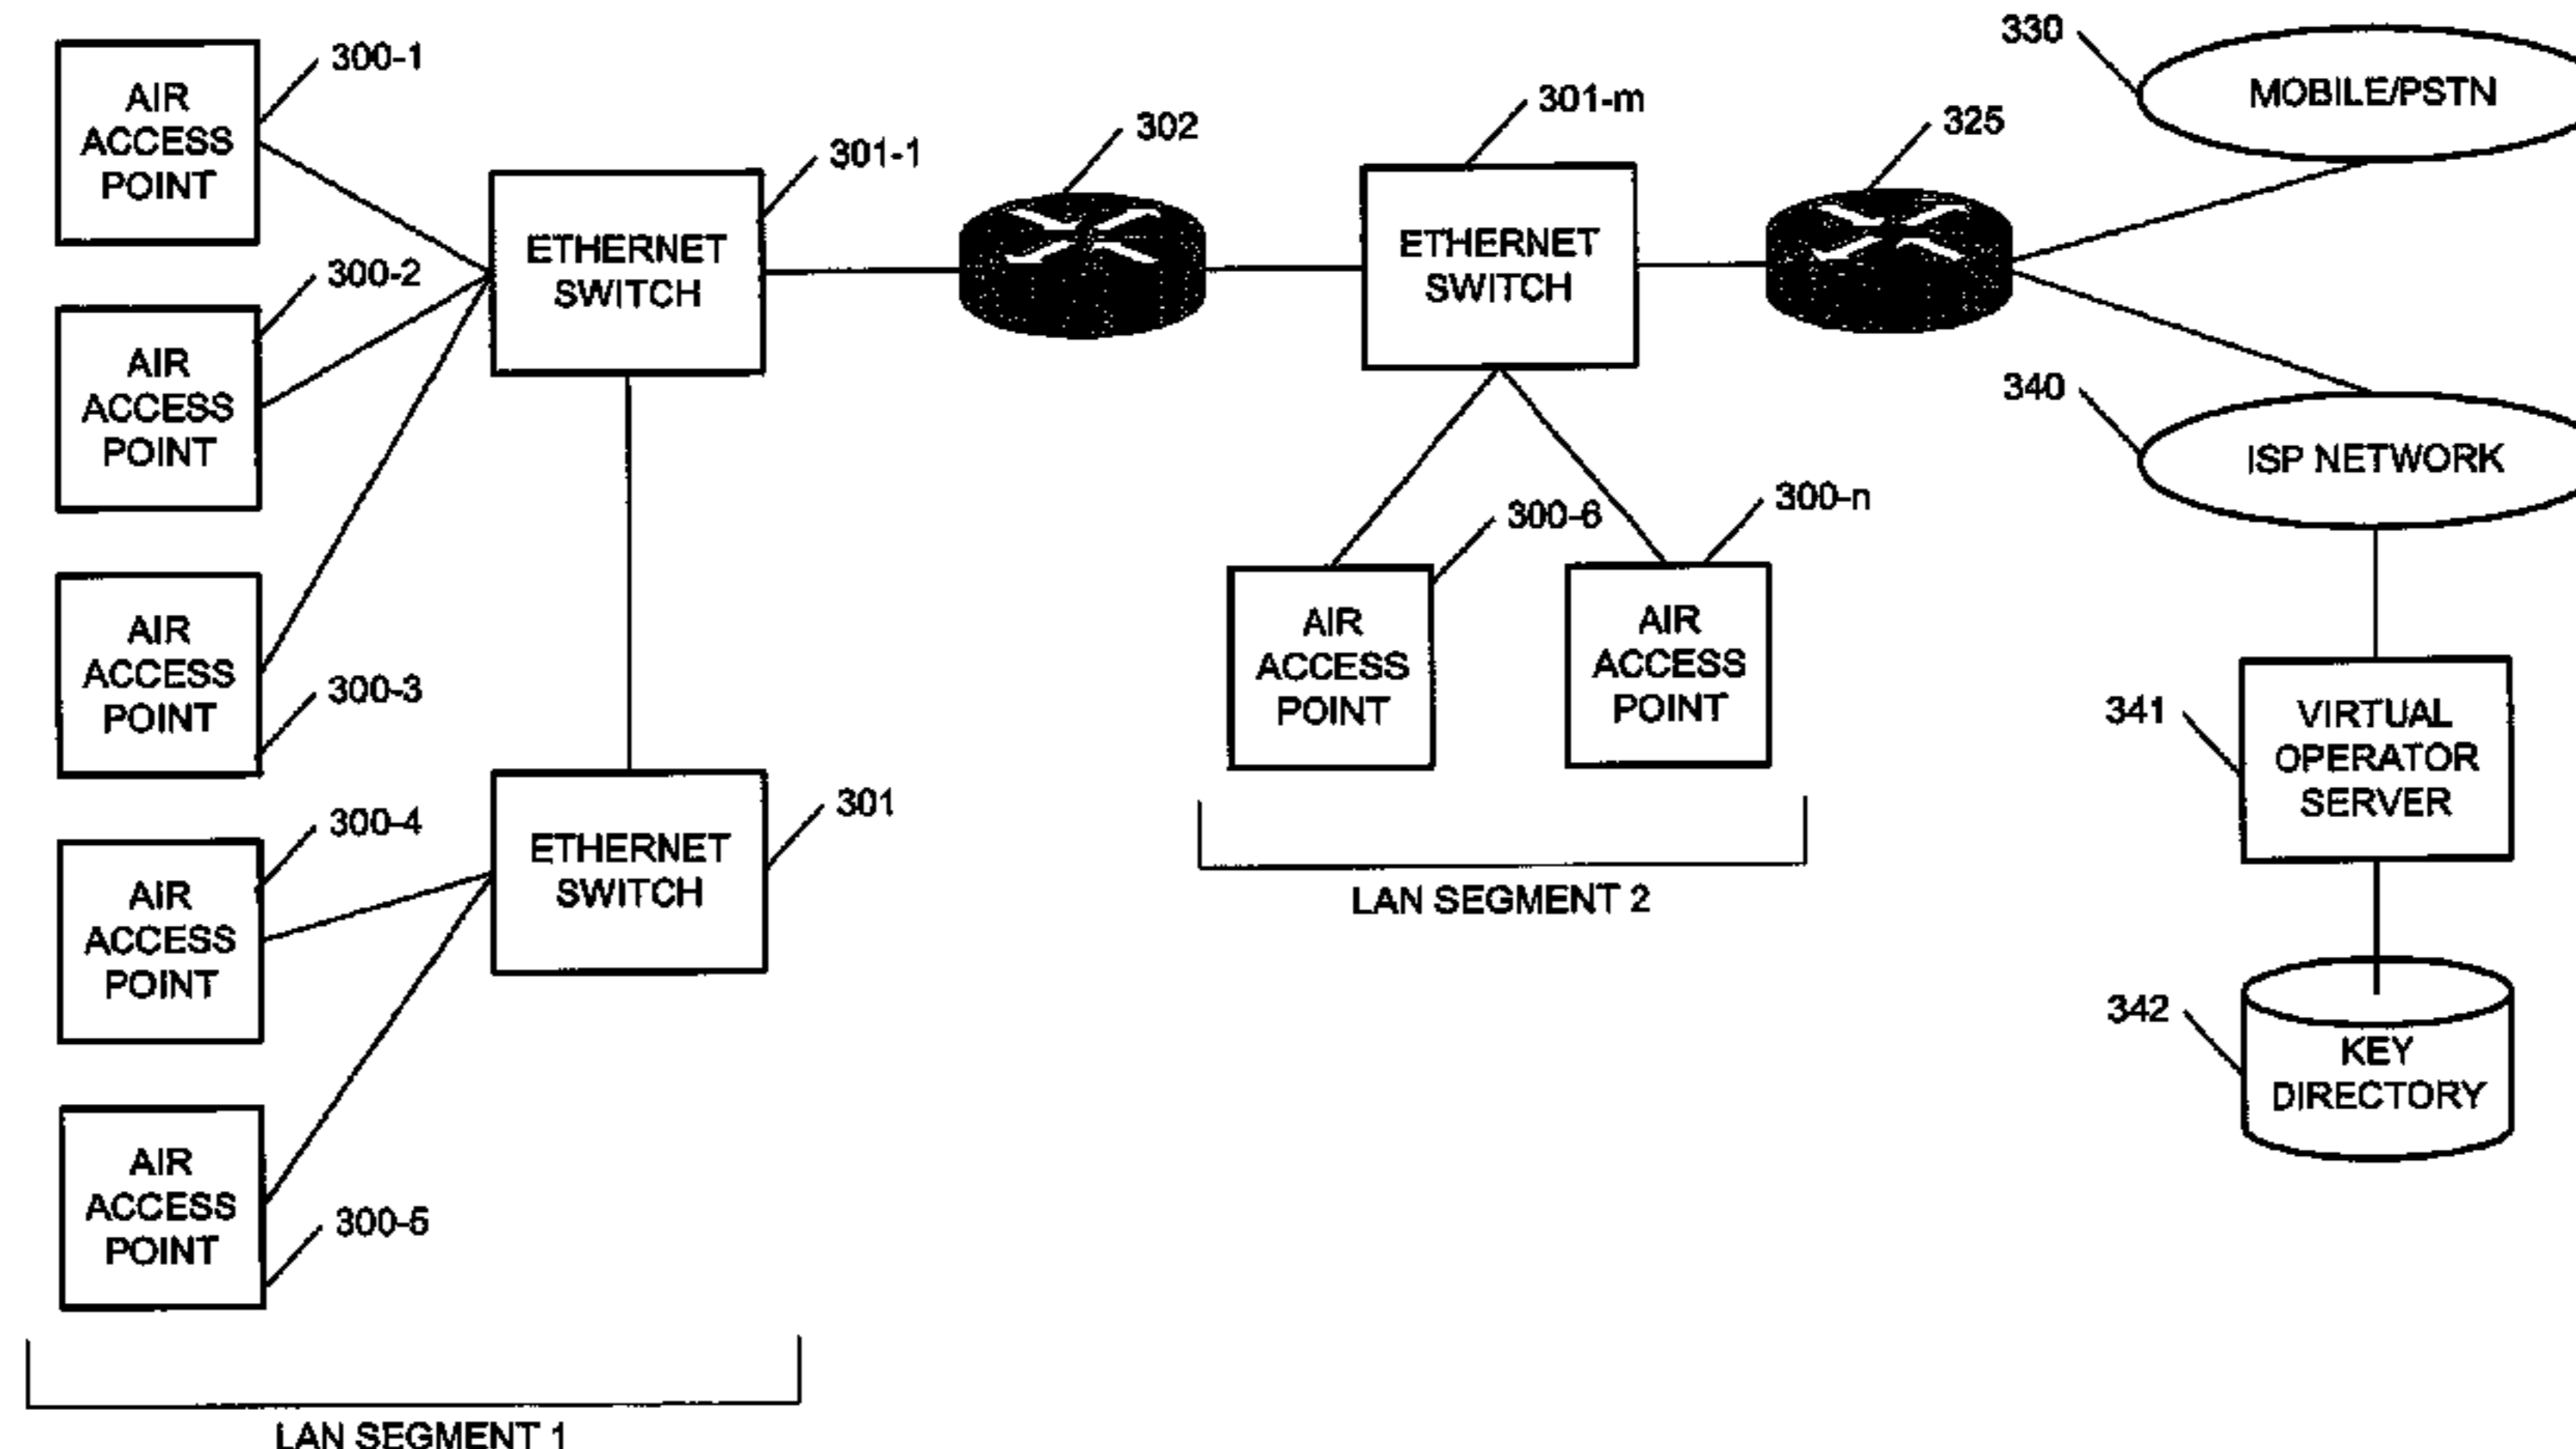 300-1
AIR
ACCESS
POINT
300-2
AIR
ACCESS
POINT
AIR
ACCESS
POINT
300-3
300-4
AIR
ACCESS
POINT
AIR
ACCESS
POINT
300-5
LAN SEGMENT 1
301-1
ETHERNET
SWITCH
301
ETHERNET
SWITCH
302
301-m
ETHERNET
SWITCH
300-6
AIR
ACCESS
POINT
300-n
AIR
ACCESS
POINT
LAN SEGMENT 2
325
330
MOBILE/PSTN
340
ISP NETWORK
341
VIRTUAL
OPERATOR
SERVER
342
KEY
DIRECTORY